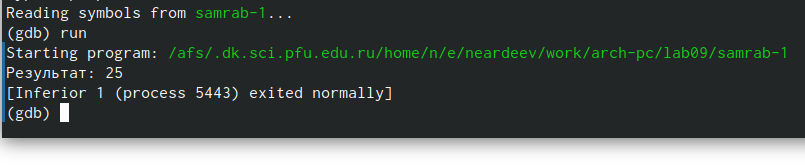 Reading symbols from samrab-1...
(gdb) run
Starting program: /afs/.dk.sci.pfu.edu.ru/home/n/e/neardeev/work/arch-pc/lab09/samrab-1
Результат: 25
[Inferior 1 (process 5443) exited normally]
(gdb)